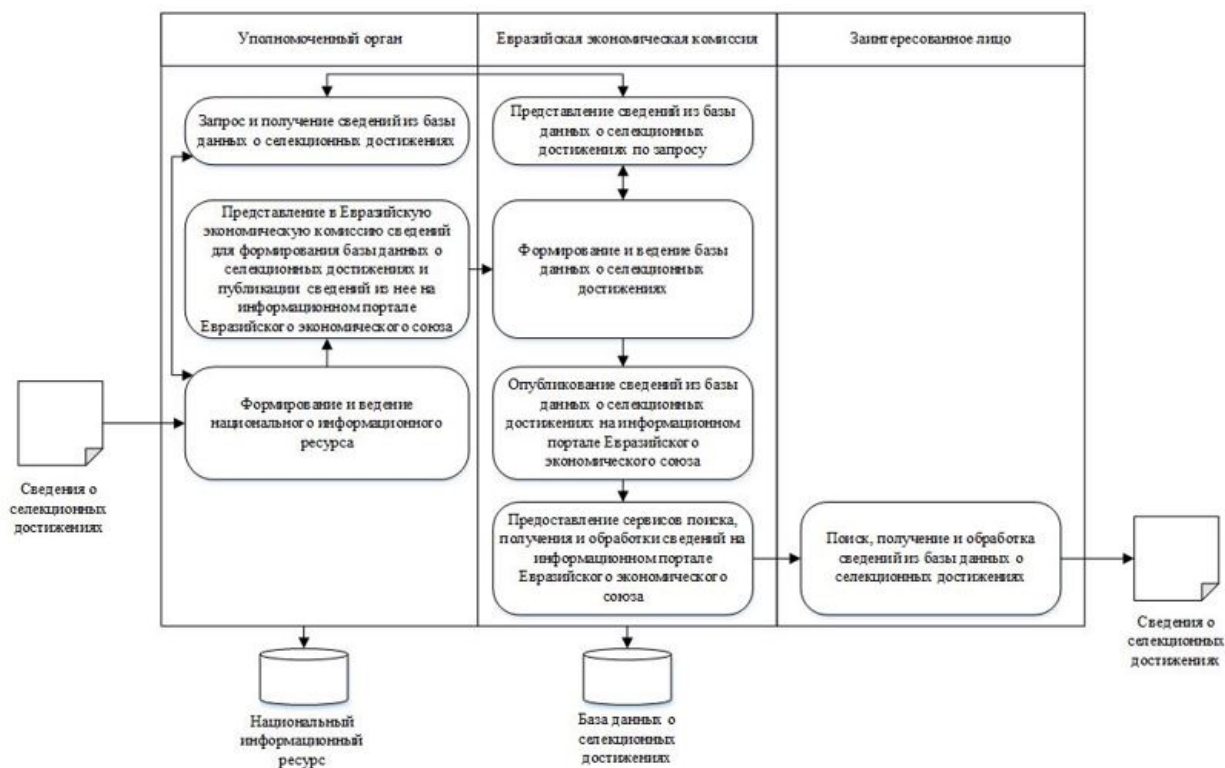 Уполномоченный орган
Евразийская экономическая комиссия
Заинтересованное лицо
Запрос и получение сведений из базы
данных о селекционных достижениях
Представление сведений из базы
данных о селекционных
достижениях по запросу
Представление в Евразийскую
экономическую комиссию сведений
для формирования базы данных о
селекционных достижениях и
публикации сведений из нее на
информационном портале
Евразийского экономического союза
Формирование и ведение базы
данных о селекционных
достижениях
Формирование и ведение
национального информационного
ресурса
Опубликование сведений из базы
данных о селекционных
достижениях на информационном
портале Евразийского
экономического союза
Сведения о
селекционных
достижениях
Предоставление сервисов поиска,
получения и обработки сведений на
информационном портале
Евразийского экономического
союза
Поиск, получение и обработка
сведений из базы данных о
селекционных достижениях
Сведения о
селекционных
достижениях
Национальный
информационный
ресурс
База данных о
селекционных
достижениях